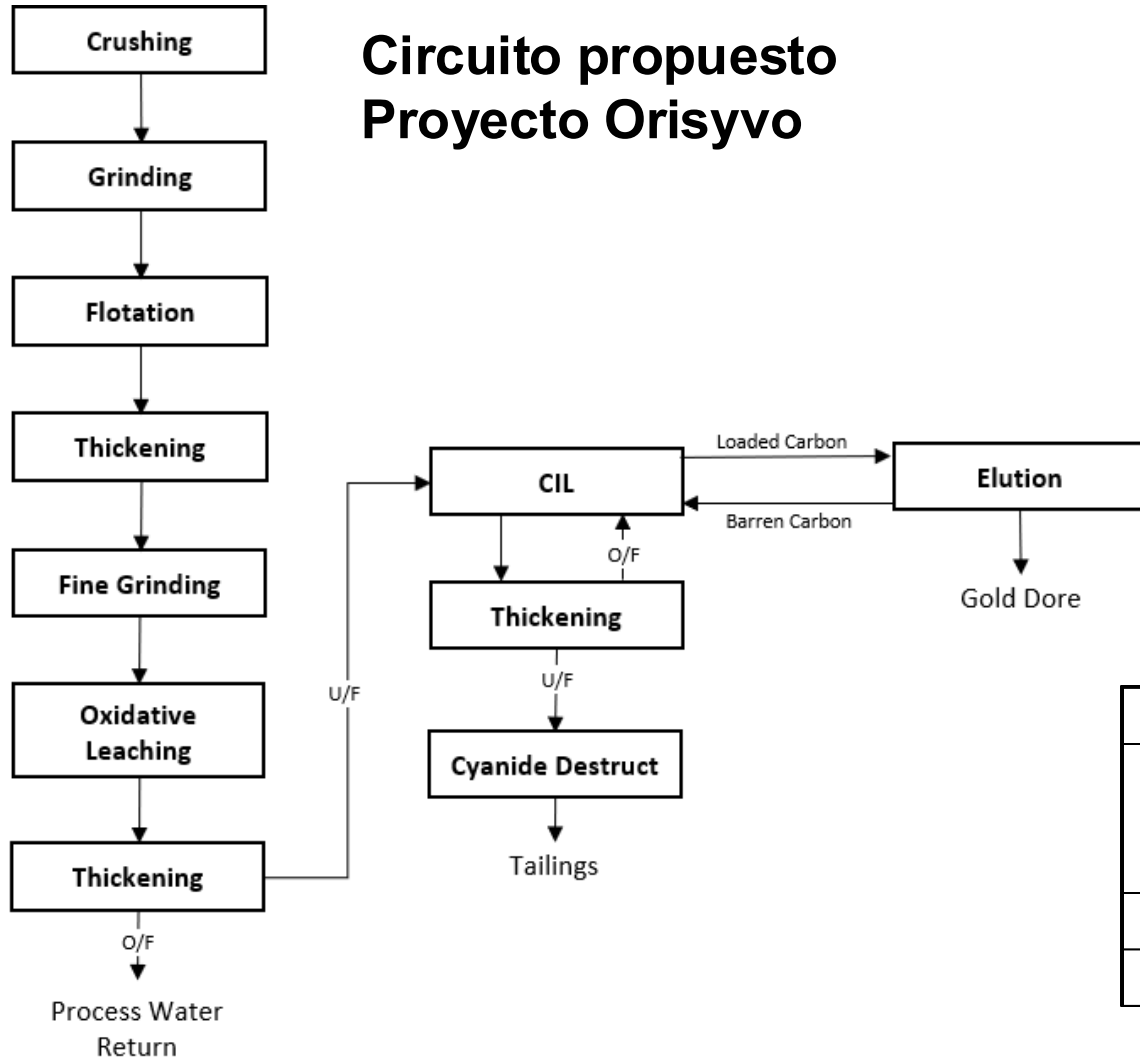 Circuito propuesto
Proyecto Orisyvo
Crushing
Grinding
Flotation
Thickening
Fine Grinding
Oxidative
Leaching
Thickening
O/F
Process Water
Return
U/F
CIL
Loaded Carbon
Barren Carbon
Elution
Gold Dore
O/F
Thickening
U/F
Cyanide Destruct
Tailings